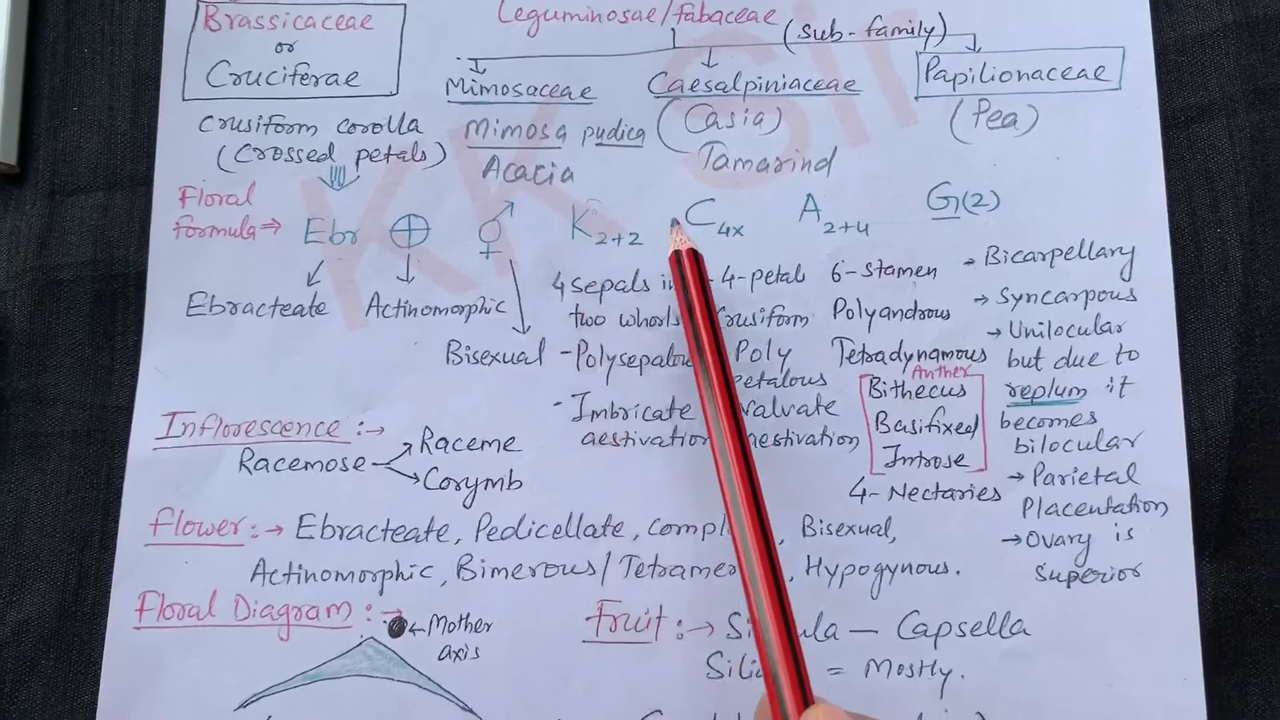 Brassicaceae
or
Cruciferae
Leguminosae/fabaceae
(sub-family)
Mimosaceae
Caesalpiniaceae
Papilionaceae
Crusiform corolla
(Crossed petals)
Mimosa pudica
Acacia
(Casia)
Tamarind
(Pea)
KK Sir
Floral
formula⇒
Ebr ⊕ ⚥ K2+2 C4x A2+4 G(2)
Ebracteate
Actinomorphic
Bisexual
4 sepals in
two whorls
-Polysepalous
-Imbricate
aestivation
-4-petal
Crusiform
Poly
petalous
valvate
aestivation
6-stamen
Polyandrous
Tetradynamous
Anther
Bithecus
Basifixed
Introse
4-Nectaries
→Bicarpellary
→Syncarpous
→Unilocular
but due to
replum it
becomes
bilocular
→Parietal
Placentation
→Ovary is
superior
Inflorescence:→
Racemose
Raceme
Corymb
Flower:→ Ebracteate, Pedicellate, , Bisexual,
Actinomorphic, Bimerous/ , Hypogynous.
Floral Diagram:→
←Mother
axis
Fruit:→ — Capsella
= Mostly.